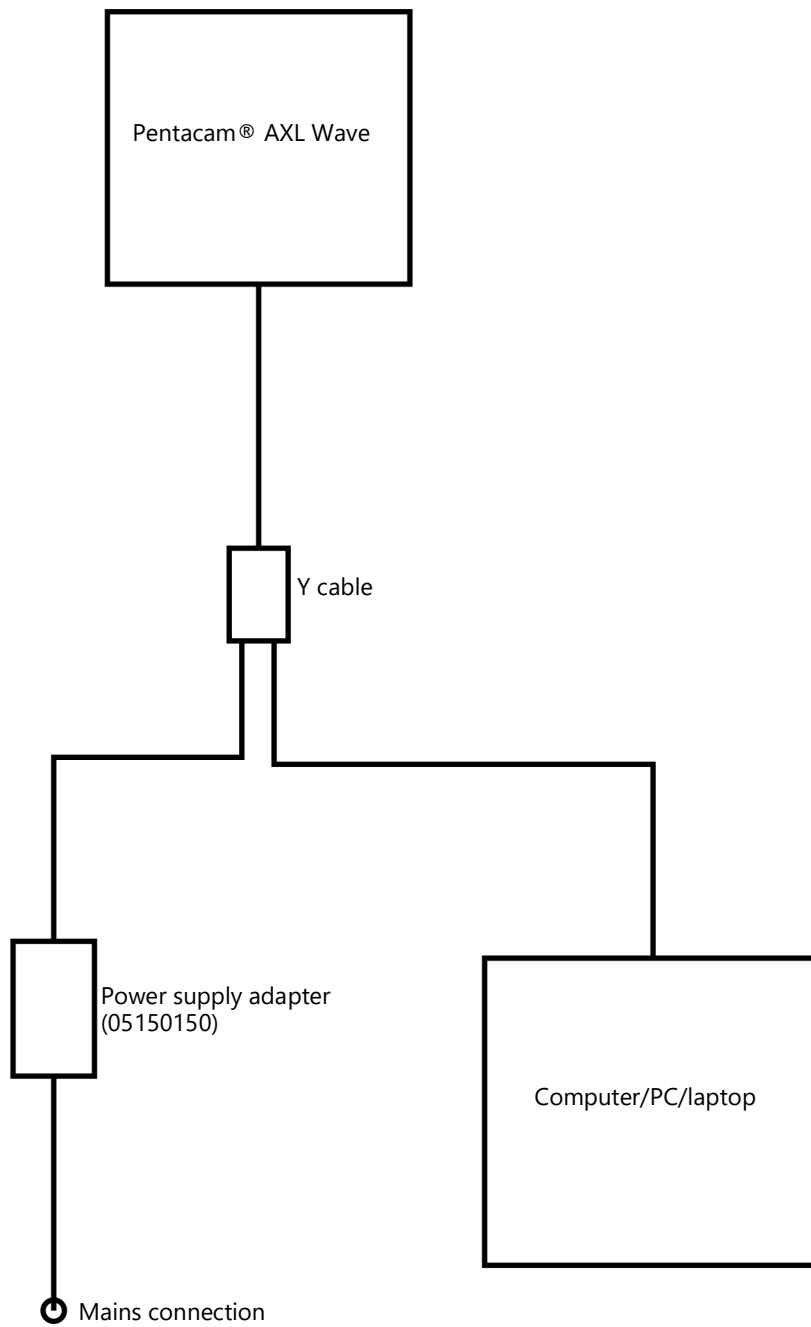 Pentacam® AXL Wave
Y cable
Power supply adapter
(05150150)
Computer/PC/laptop
Mains connection